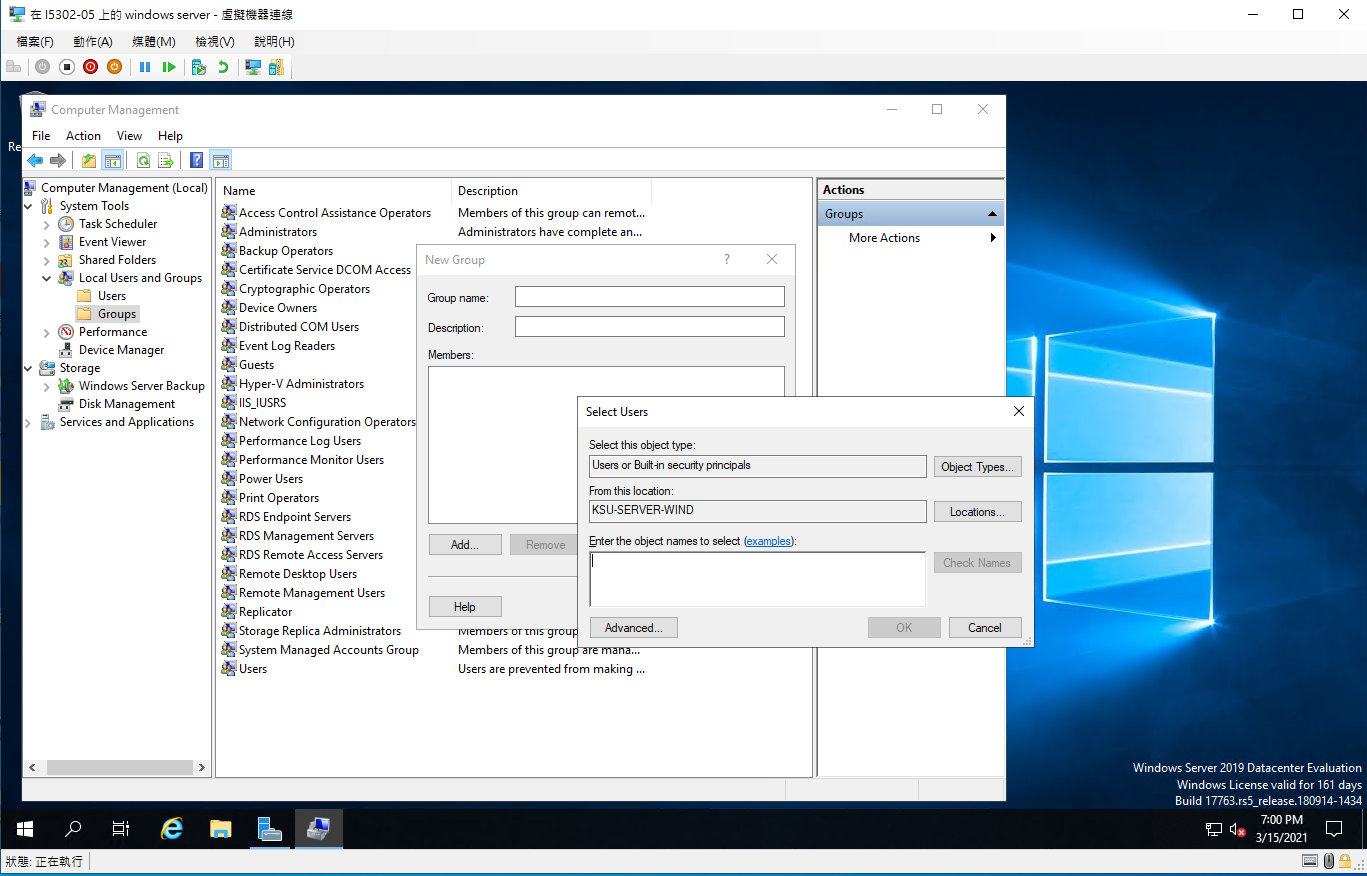 在 I5302-05 上的 windows server - 虛擬機器連線
檔案(F) 動作(A) 媒體(M) 檢視(V) 說明(H)
Re
Computer Management
File Action View Help
Computer Management (Local)
System Tools
Task Scheduler
Event Viewer
Shared Folders
Local Users and Groups
Users
Groups
Performance
Device Manager
Storage
Windows Server Backup
Disk Management
Services and Applications
Name Description
Access Control Assistance Operators Members of this group can remot...
Administrators Administrators have complete an...
Backup Operators
Certificate Service DCOM Access
Cryptographic Operators
Device Owners
Distributed COM Users
Event Log Readers
Guests
Hyper-V Administrators
IIS_IUSRS
Network Configuration Operators
Performance Log Users
Performance Monitor Users
Power Users
Print Operators
RDS Endpoint Servers
RDS Management Servers
RDS Remote Access Servers
Remote Desktop Users
Remote Management Users
Replicator
Storage Replica Administrators Members of this group
System Managed Accounts Group Members of this group are mana...
Users Users are prevented from making ...
Actions
Groups
More Actions
New Group
?
Group name:
Description:
Members:
Add... Remove
Help
Select Users
Select this object type:
Users or Built-in security principals Object Types...
From this location:
KSU-SERVER-WIND Locations...
Enter the object names to select (examples):
Check Names
Advanced... OK Cancel
Windows Server 2019 Datacenter Evaluation
Windows License valid for 161 days
Build 17763.rs5_release.180914-1434
7:00 PM
3/15/2021
狀態: 正在執行